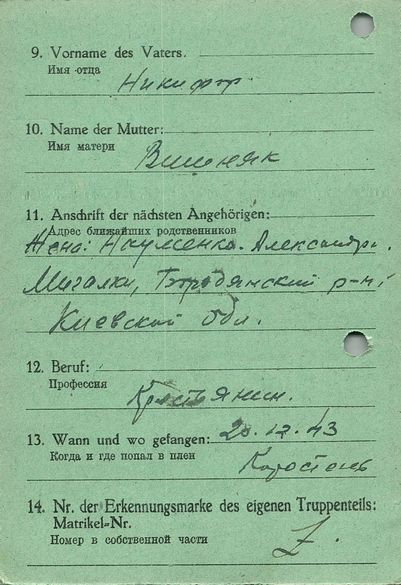 9. Vorname des Vaters.
Имя отца
Никифор.
10. Name der Mutter:
Имя матери
Вишняк
11. Anschrift der nächsten Angehörigen:
Адрес ближайших родственников
Жена: Науменко Александра.
Мигалки, Бородянский р-н
Киевской обл.
12. Beruf:
Профессия
Крестьянин.
13. Wann und wo gefangen: 20.12.43
Когда и где попал в плен
Коростень
14. Nr. der Erkennungsmarke des eigenen Truppenteils:
Matrikel-Nr.
Номер в собственной части